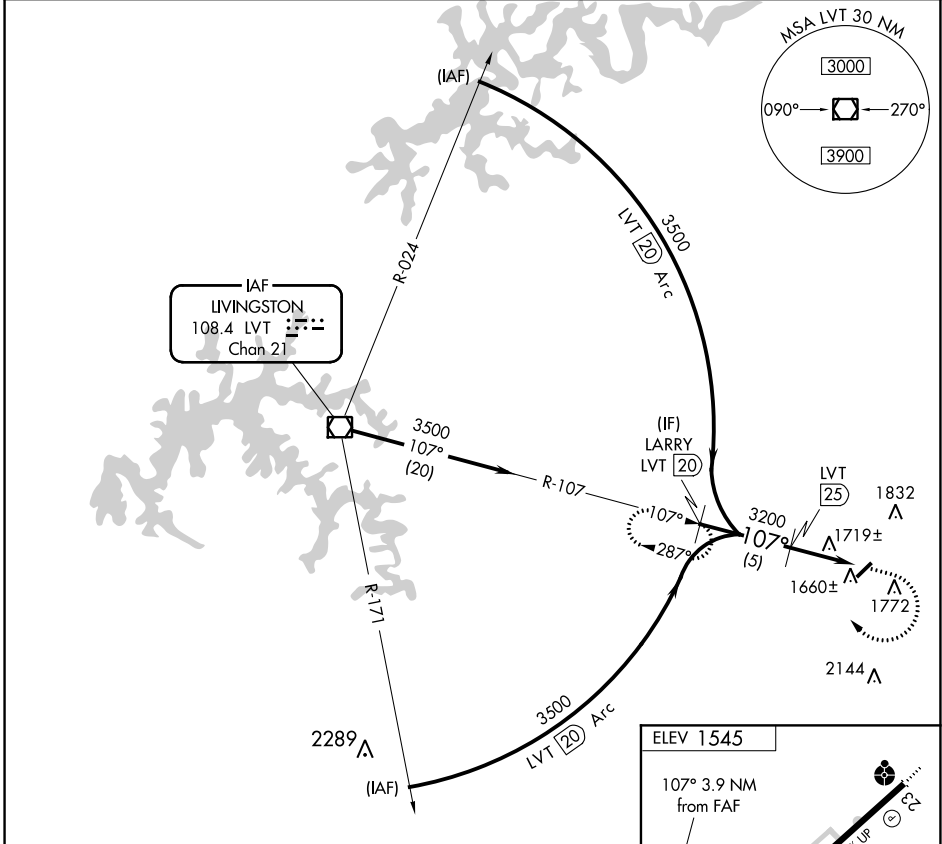 MSA LVT 30 NM
3000
090°
270°
3900
(IAF)
LVT 20 Arc
3500
R-024
IAF
LIVINGSTON
108.4 LVT
Chan 21
3500
107°
(20)
R-107
(IF)
LARRY
LVT 20
LVT
25
1832
107°
3200
107°
(5)
1719±
287°
1660±
1772
R-171
2144
3500
LVT 20 Arc
2289
(IAF)
ELEV 1545
107° 3.9 NM
from FAF
23
P
UP